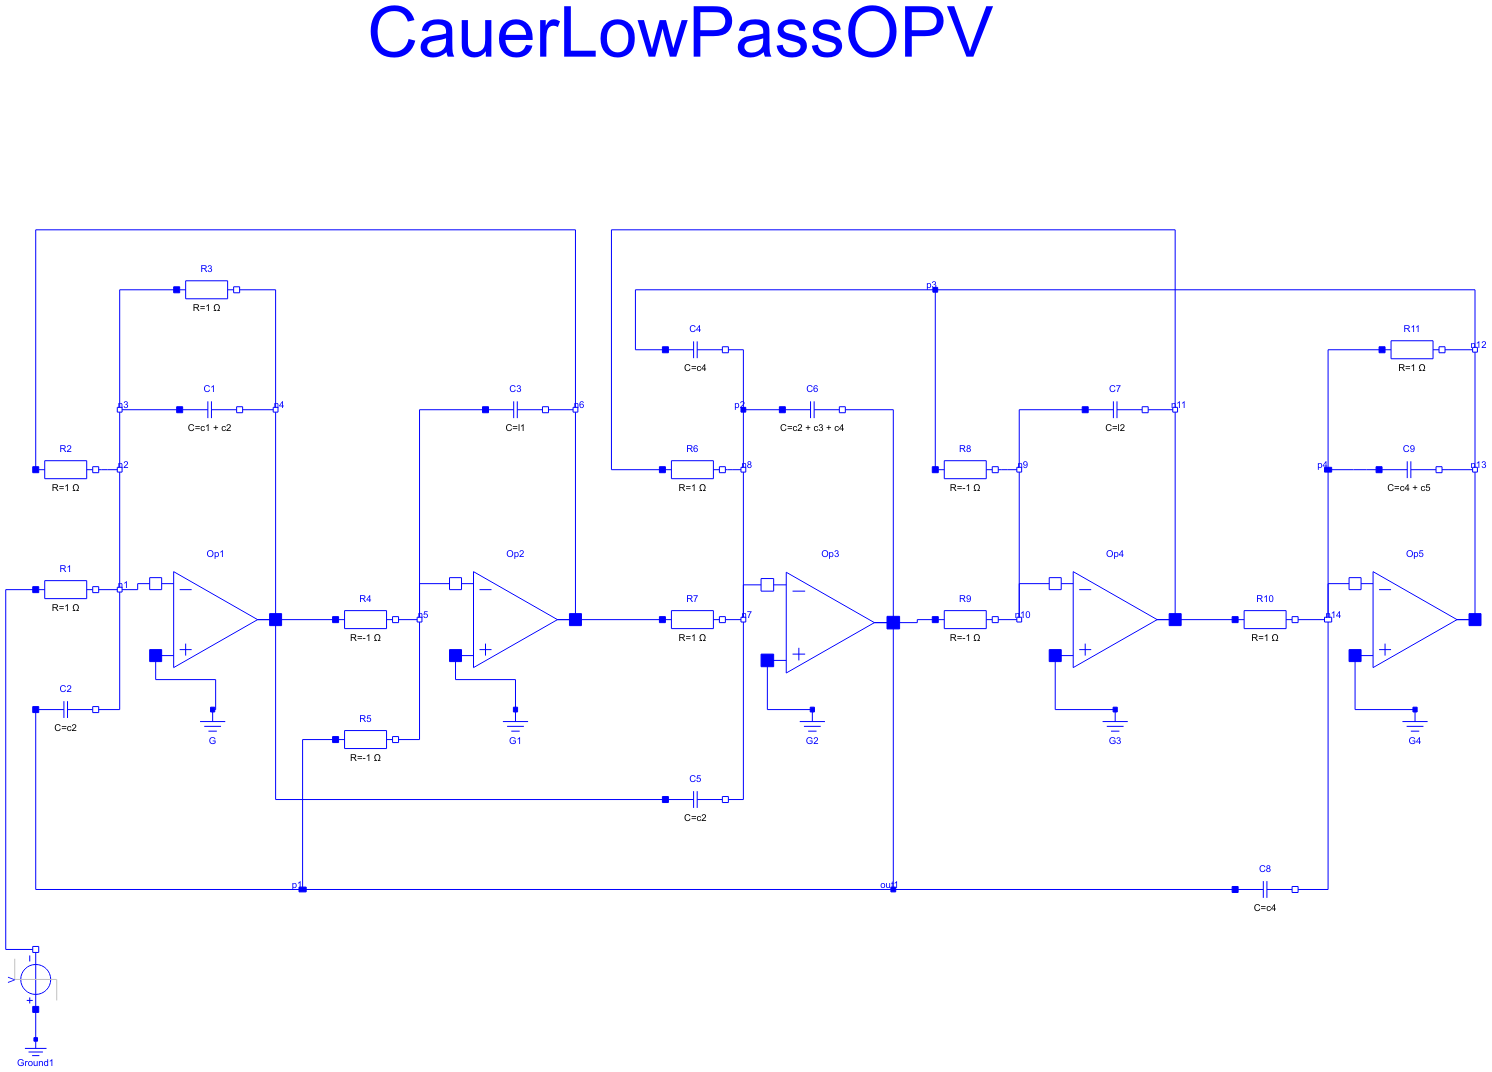 CauerLowPassOPV
R3
R=1 Ω
p3
C4
C=c4
R11
R=1 Ω
n12
C1
C=c1 + c2
n3
n4
C3
C=l1
n6
p2
C6
C=c2 + c3 + c4
C7
C=l2
n11
R2
R=1 Ω
n2
R6
R=1 Ω
n8
R8
R=-1 Ω
n9
p4
C9
C=c4 + c5
n13
Op1
Op2
Op3
Op4
Op5
R1
R=1 Ω
n1
R4
R=-1 Ω
n5
R7
R=1 Ω
n7
R9
R=-1 Ω
n10
R10
R=1 Ω
n14
C2
C=c2
G
G1
G2
G3
G4
R5
R=-1 Ω
C5
C=c2
p1
out1
C8
C=c4
V
Ground1